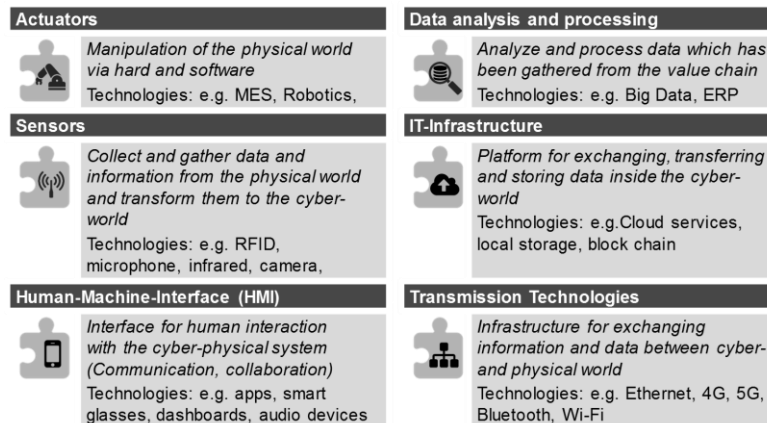 Actuators
Manipulation of the physical world
via hard and software
Technologies: e.g. MES, Robotics,
Sensors
Collect and gather data and
information from the physical world
and transform them to the cyber-
world
Technologies: e.g. RFID,
microphone, infrared, camera,
Human-Machine-Interface (HMI)
Interface for human interaction
with the cyber-physical system
(Communication, collaboration)
Technologies: e.g. apps, smart
glasses, dashboards, audio devices
Data analysis and processing
Analyze and process data which has
been gathered from the value chain
Technologies: e.g. Big Data, ERP
IT-Infrastructure
Platform for exchanging, transferring
and storing data inside the cyber-
world
Technologies: e.g.Cloud services,
local storage, block chain
Transmission Technologies
Infrastructure for exchanging
information and data between cyber-
and physical world
Technologies: e.g. Ethernet, 4G, 5G,
Bluetooth, Wi-Fi